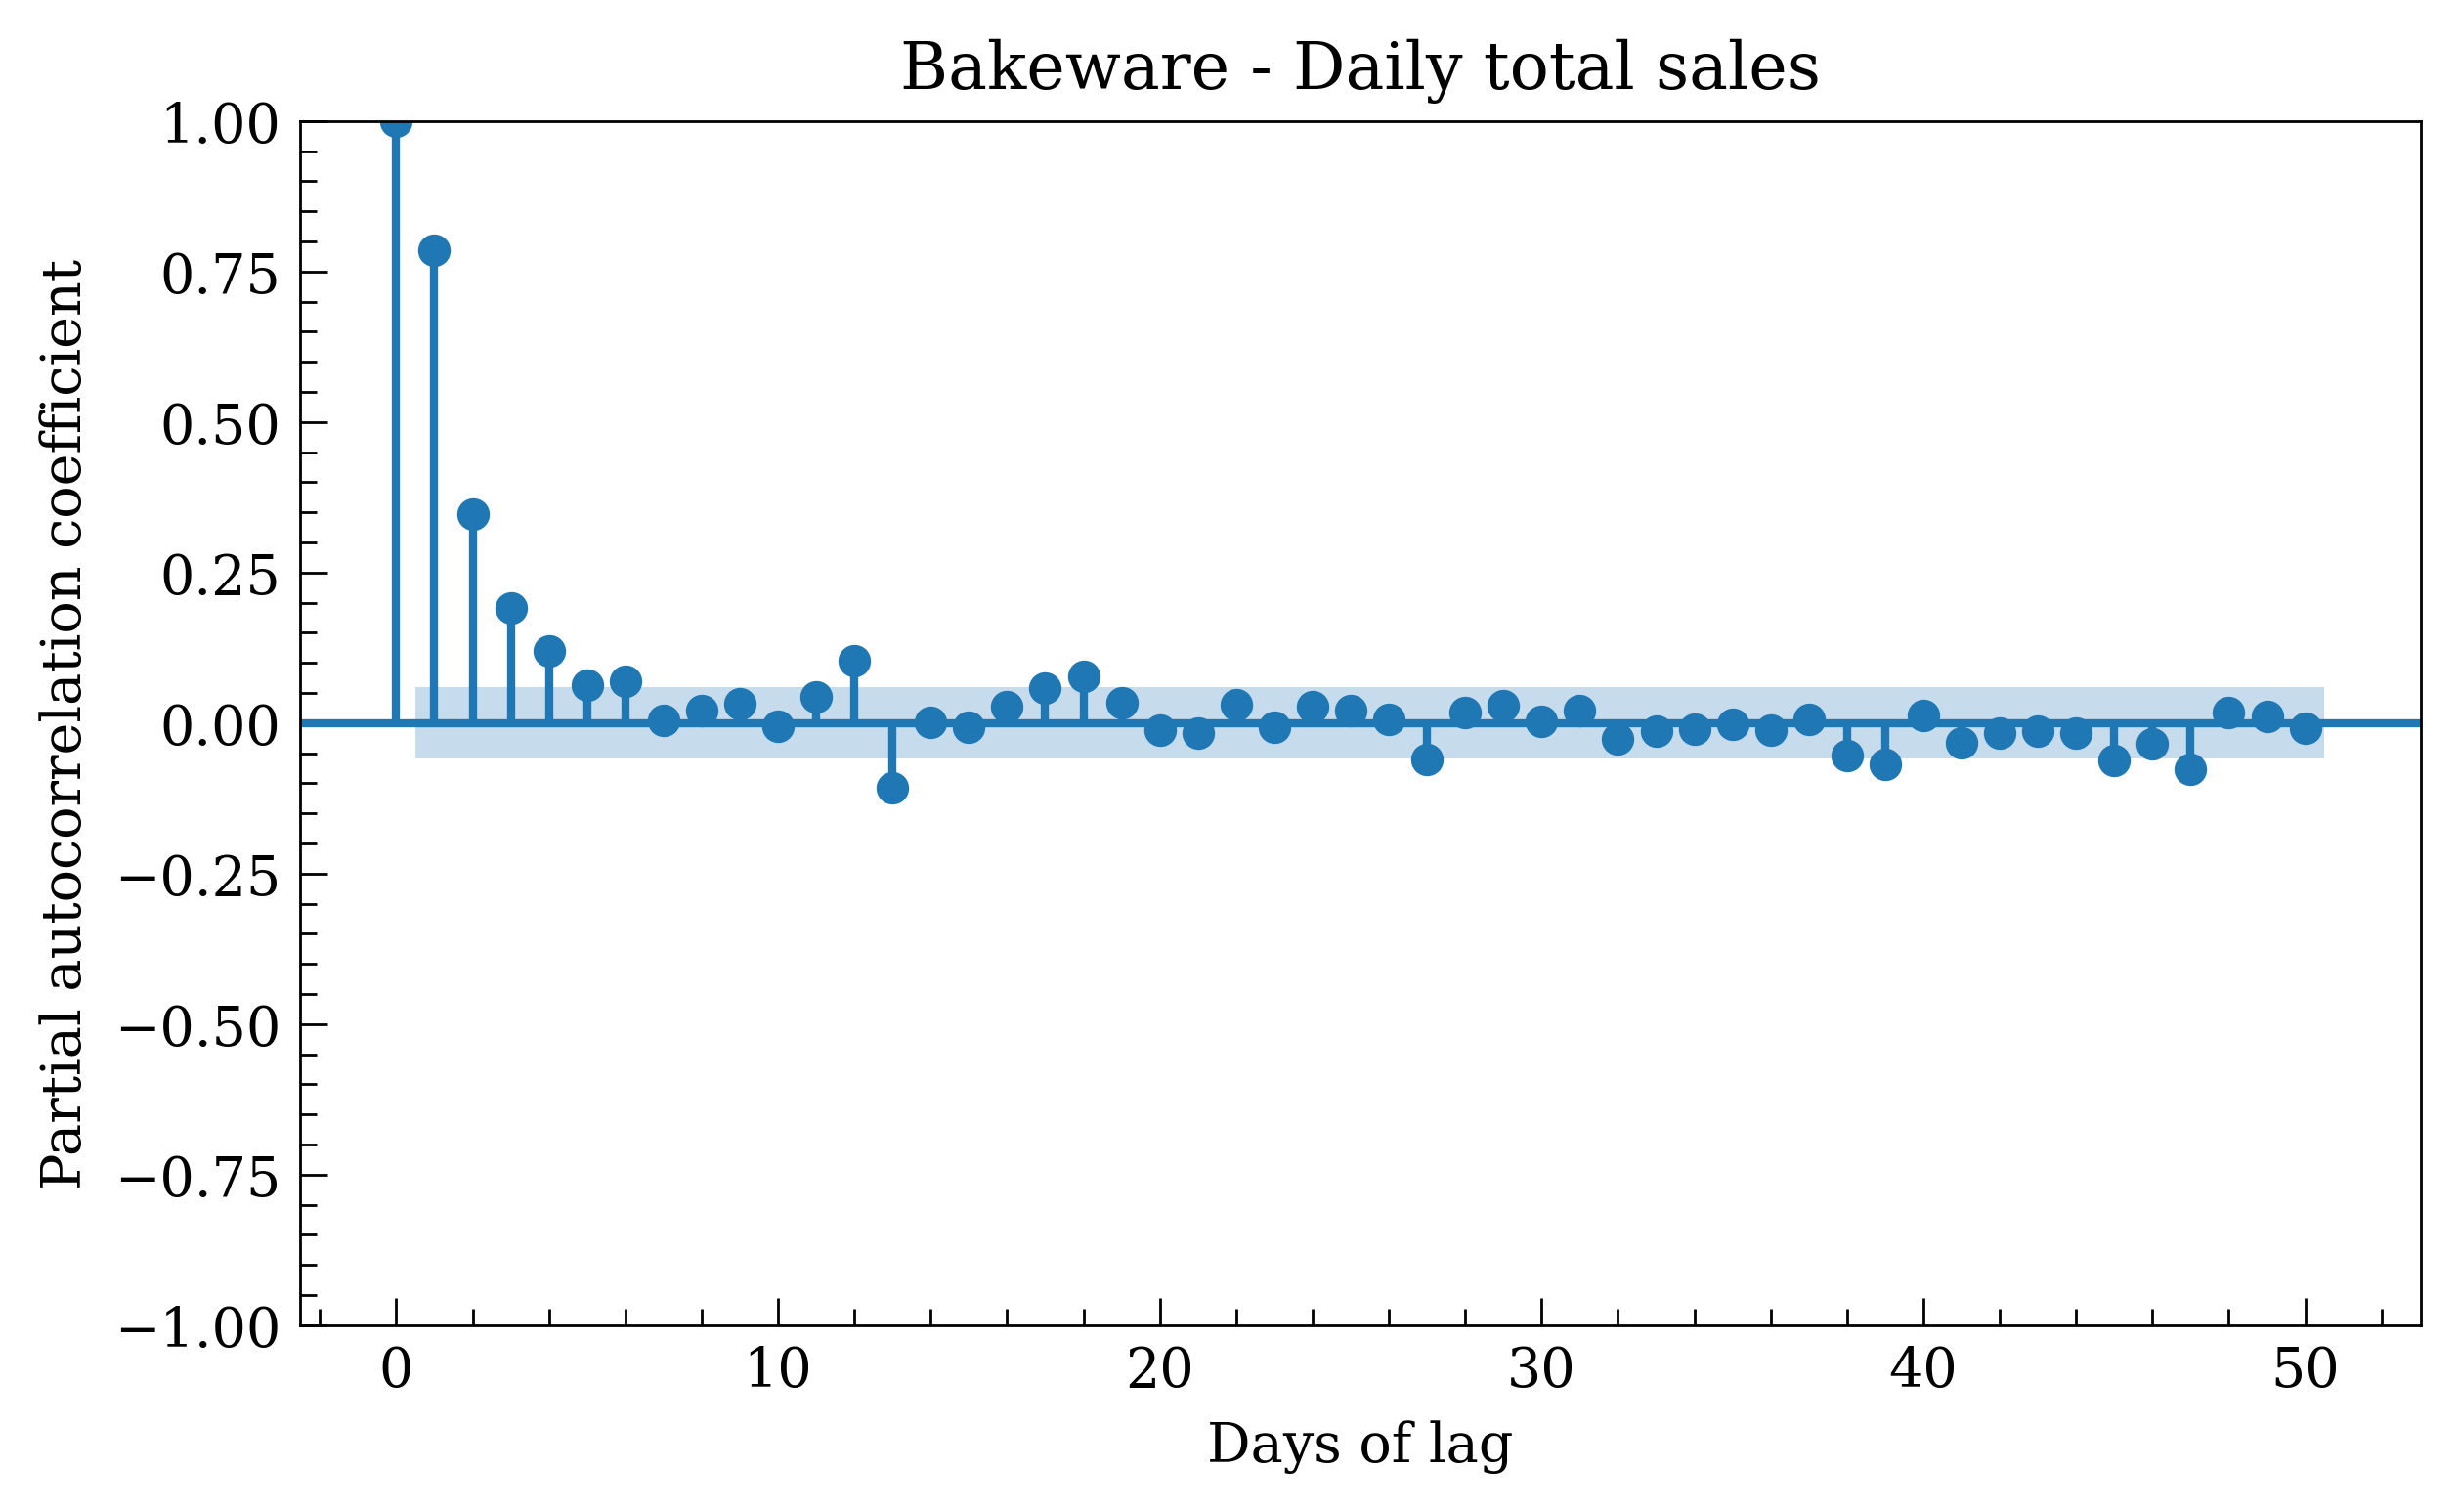 Bakeware - Daily total sales
Partial autocorrelation coefficient
1.00
0.75
0.50
0.25
0.00
−0.25
−0.50
−0.75
−1.00
0 10 20 30 40 50
Days of lag